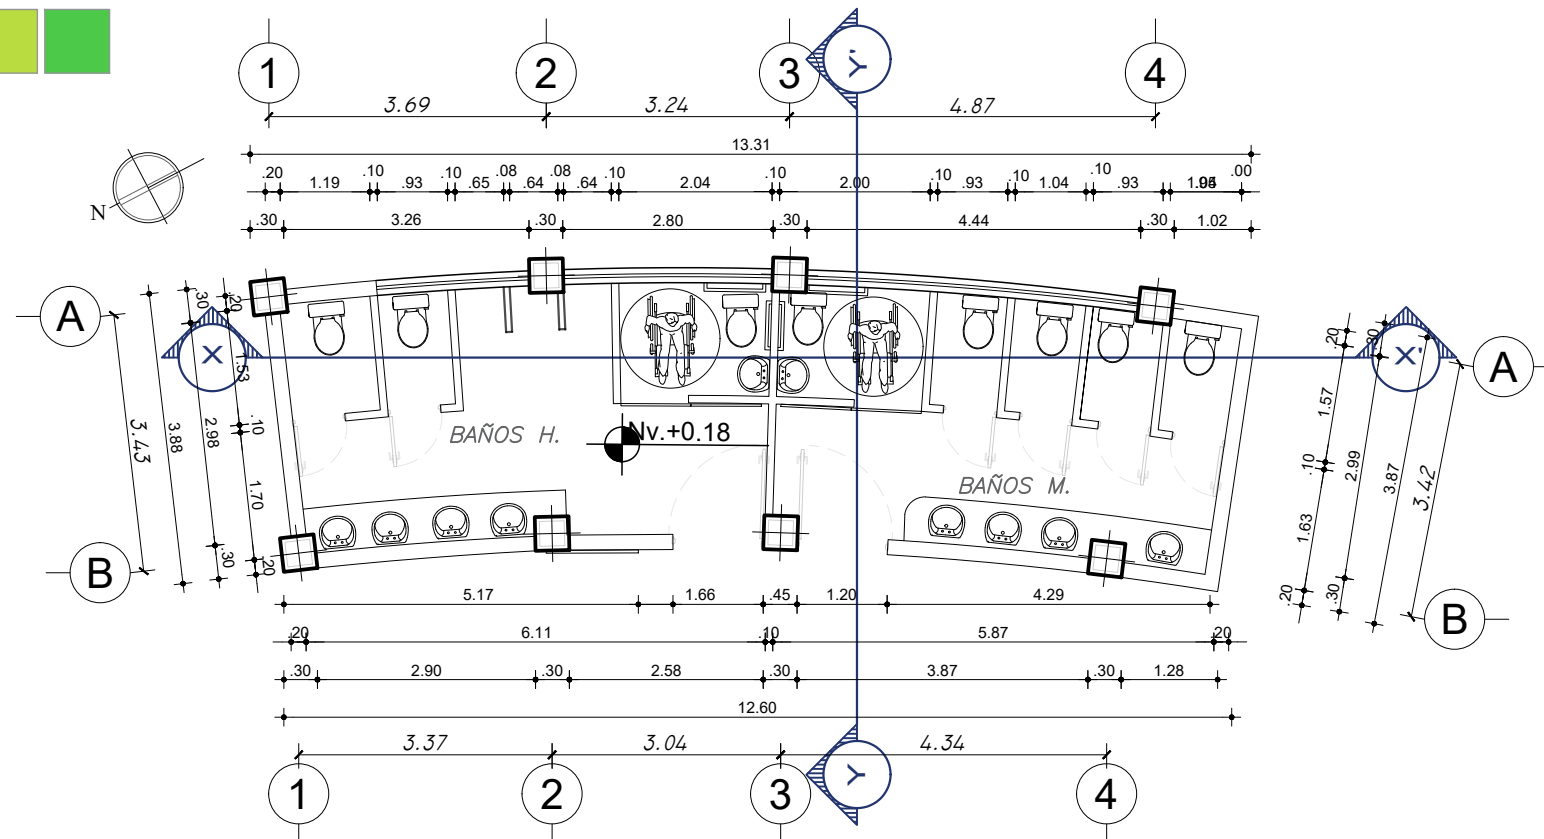 1 2 3 Y' 4
3.69 3.24 4.87
13.31
.20 .10 .10 .08 .08 .10 .10 .10 .10 .10 .00
1.19 .93 .65 .64 .64 2.04 2.00 .93 1.04 .93
.30 3.26 .30 2.80 .30 4.44 .30 1.02
N
A
.30 .20
X
1.53
.10
3.43 3.88 2.98
1.70
.30 .20
B
BAÑOS H.
Nv.+0.18
BAÑOS M.
X'
A
.20
1.57
.10 2.99 3.87 3.42
1.63
.20 .30
B
5.17 1.66 .45 1.20 4.29
.20 6.11 .10 5.87 .20
.30 2.90 .30 2.58 .30 3.87 .30 1.28
12.60
3.37 3.04 4.34
1 2 3 Y 4